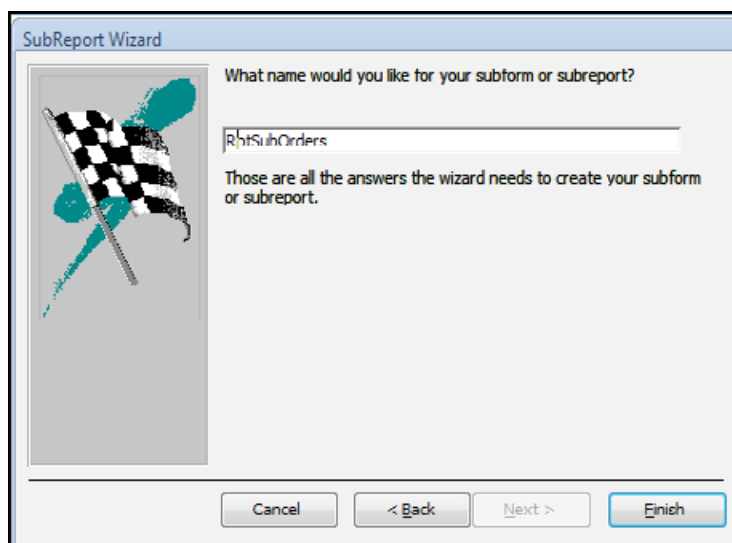 SubReport Wizard
What name would you like for your subform or subreport?
RptSubOrders
Those are all the answers the wizard needs to create your subform
or subreport.
Cancel
< Back
Next >
Finish